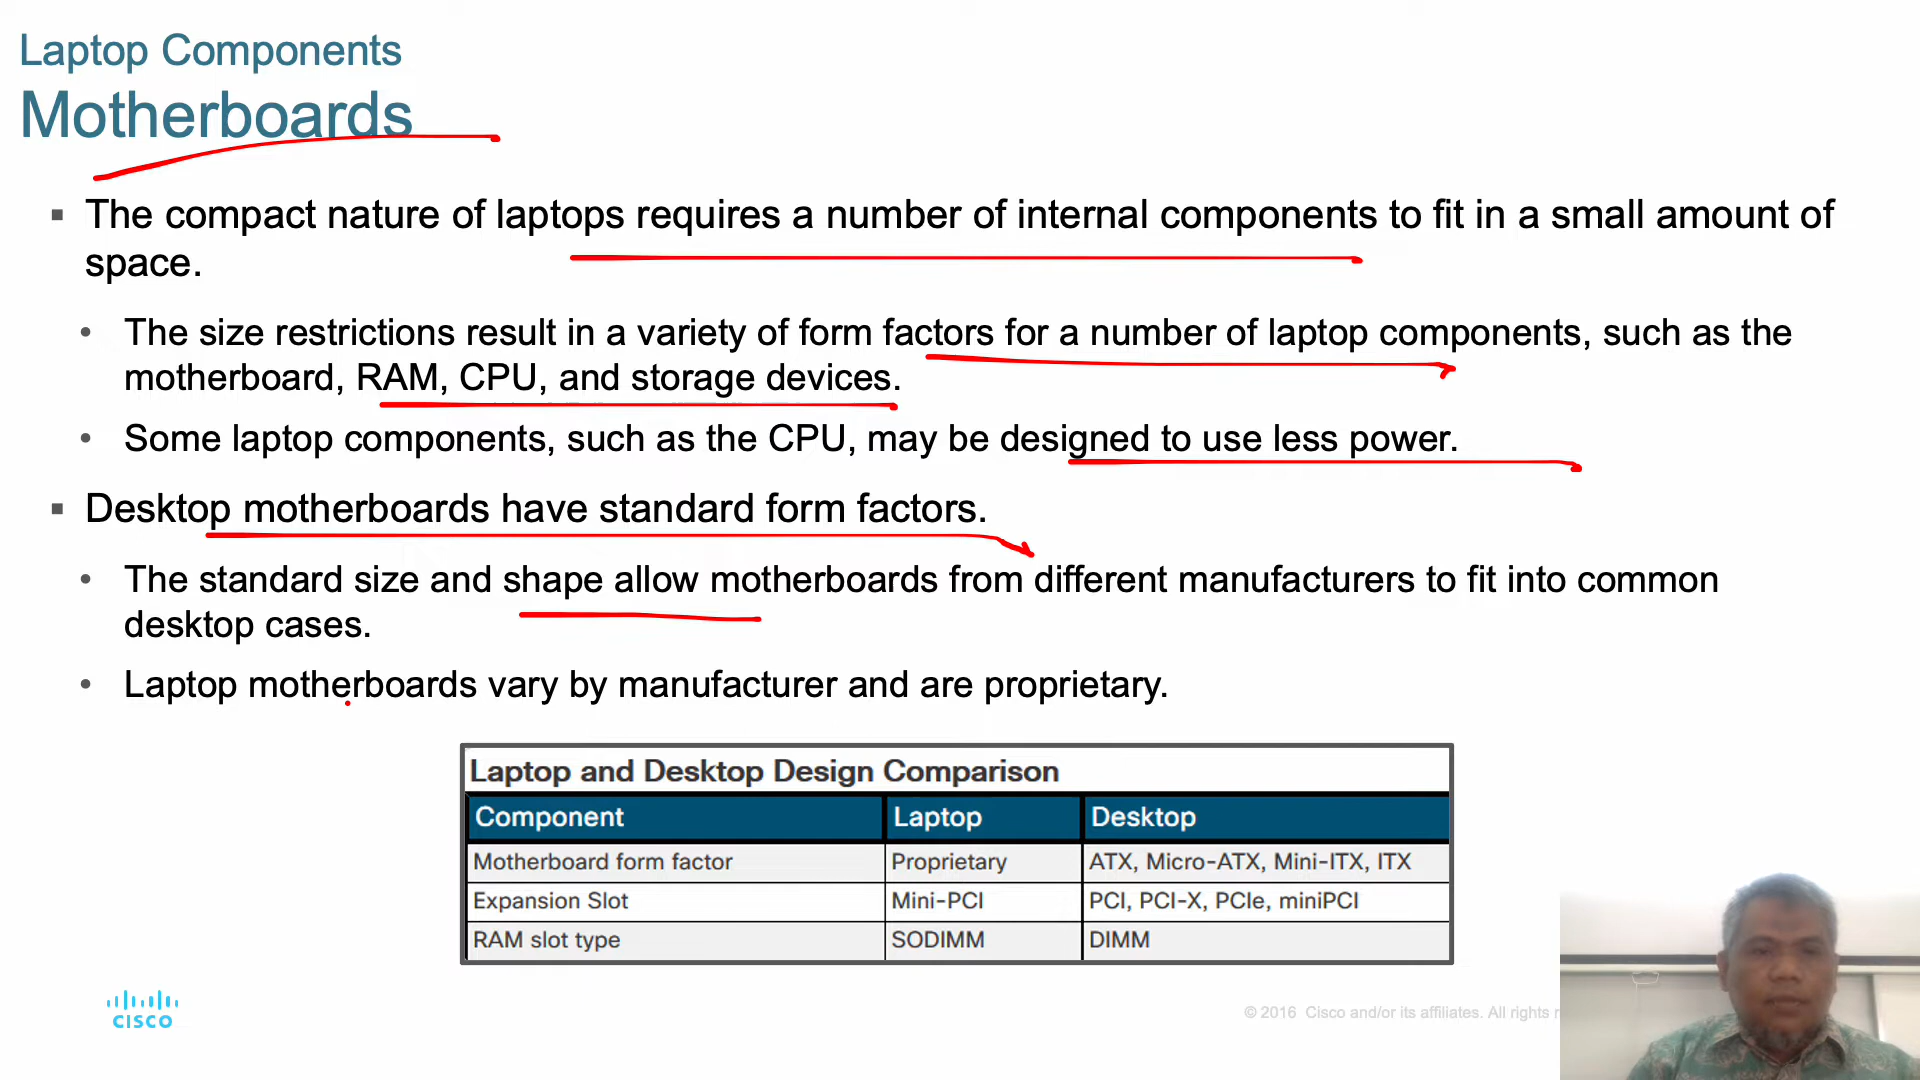 Laptop Components
Motherboards
▪ The compact nature of laptops requires a number of internal components to fit in a small amount of
space.
• The size restrictions result in a variety of form factors for a number of laptop components, such as the
motherboard, RAM, CPU, and storage devices.
• Some laptop components, such as the CPU, may be designed to use less power.
▪ Desktop motherboards have standard form factors.
• The standard size and shape allow motherboards from different manufacturers to fit into common
desktop cases.
• Laptop motherboards vary by manufacturer and are proprietary.
Laptop and Desktop Design Comparison
Component Laptop Desktop
Motherboard form factor Proprietary ATX, Micro-ATX, Mini-ITX, ITX
Expansion Slot Mini-PCI PCI, PCI-X, PCIe, miniPCI
RAM slot type SODIMM DIMM
CISCO
© 2016 Cisco and/or its affiliates. All rights